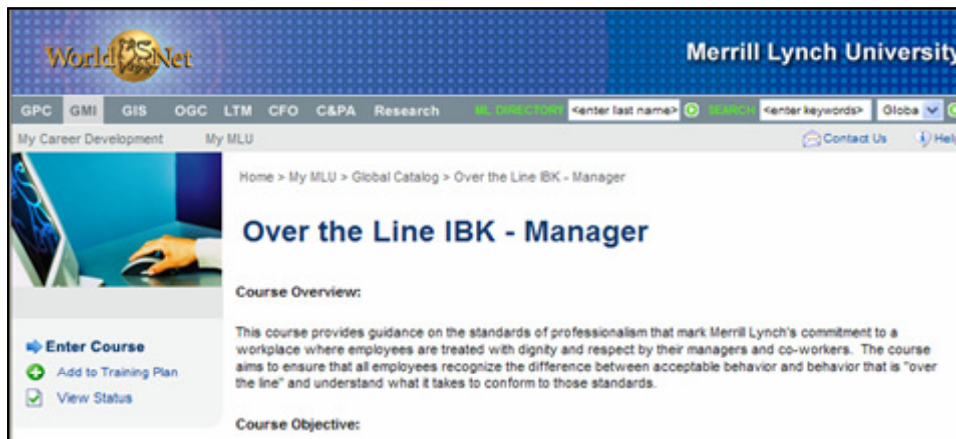 WorldNet
Merrill Lynch University
GPC GMI GIS OGC LTM CFO C&PA Research ML DIRECTORY <enter last name> SEARCH <enter keywords> Globa
My Career Development My MLU Contact Us Help
Home > My MLU > Global Catalog > Over the Line IBK - Manager
Over the Line IBK - Manager
Course Overview:
This course provides guidance on the standards of professionalism that mark Merrill Lynch's commitment to a
workplace where employees are treated with dignity and respect by their managers and co-workers. The course
aims to ensure that all employees recognize the difference between acceptable behavior and behavior that is "over
the line" and understand what it takes to conform to those standards.
Course Objective:
Enter Course
Add to Training Plan
View Status